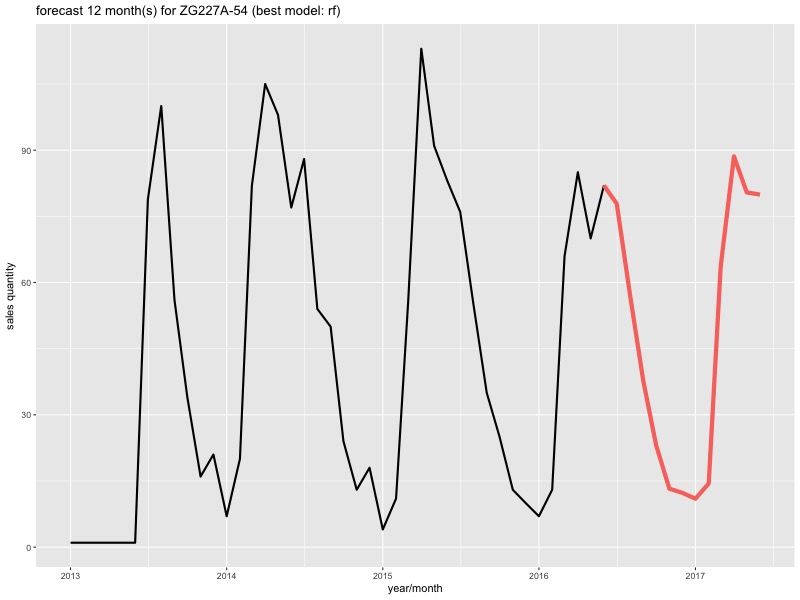 forecast 12 month(s) for ZG227A-54 (best model: rf)
90
60
30
0
sales quantity
2013 2014 2015 2016 2017
year/month